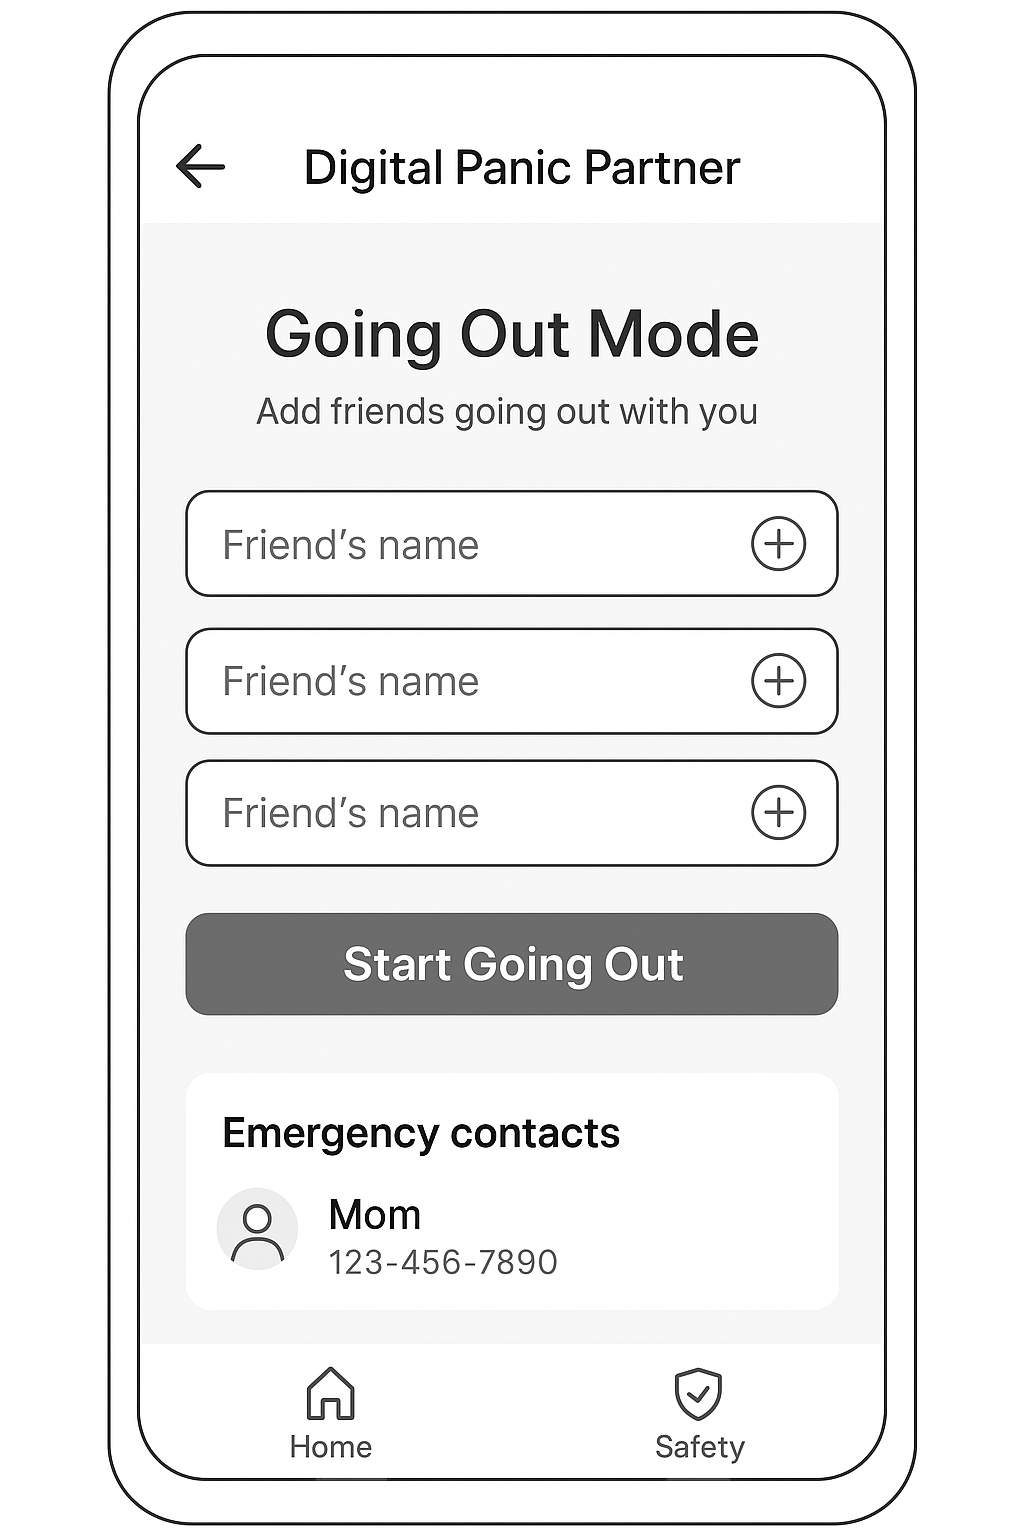 Digital Panic Partner
Going Out Mode
Add friends going out with you
Friend’s name
Friend’s name
Friend’s name
Start Going Out
Emergency contacts
Mom
123-456-7890
Home
Safety